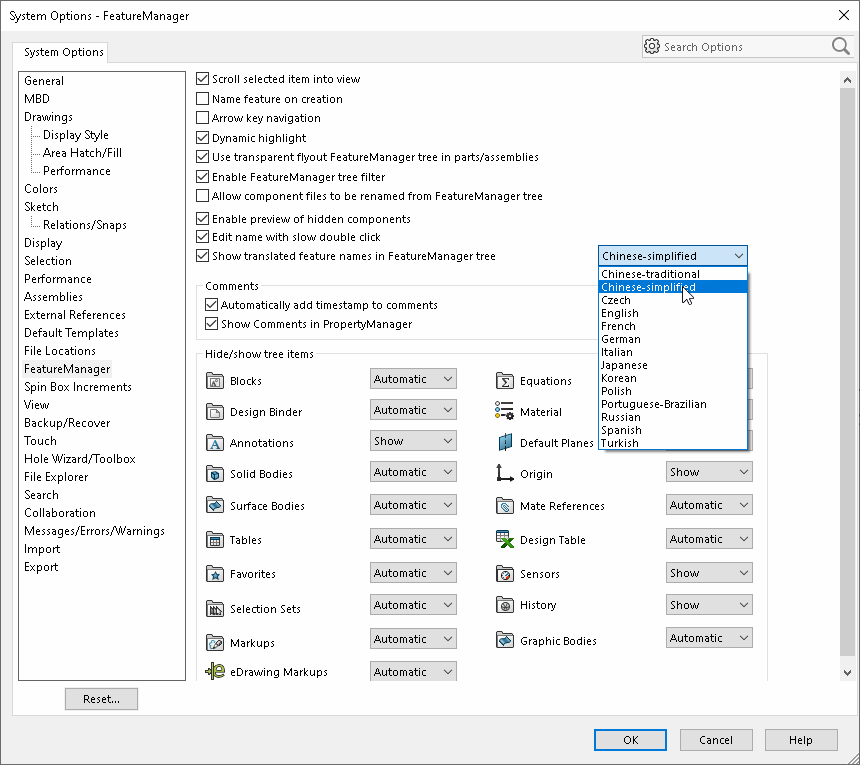 System Options - FeatureManager
System Options
Search Options
General
MBD
Drawings
Display Style
Area Hatch/Fill
Performance
Colors
Sketch
Relations/Snaps
Display
Selection
Performance
Assemblies
External References
Default Templates
File Locations
FeatureManager
Spin Box Increments
View
Backup/Recover
Touch
Hole Wizard/Toolbox
File Explorer
Search
Collaboration
Messages/Errors/Warnings
Import
Export
Reset...
Scroll selected item into view
Name feature on creation
Arrow key navigation
Dynamic highlight
Use transparent flyout FeatureManager tree in parts/assemblies
Enable FeatureManager tree filter
Allow component files to be renamed from FeatureManager tree
Enable preview of hidden components
Edit name with slow double click
Show translated feature names in FeatureManager tree
Chinese-simplified
Chinese-traditional
Chinese-simplified
Czech
English
French
German
Italian
Japanese
Korean
Polish
Portuguese-Brazilian
Russian
Spanish
Turkish
Comments
Automatically add timestamp to comments
Show Comments in PropertyManager
Hide/show tree items
Blocks Automatic
Design Binder Automatic
Annotations Show
Solid Bodies Automatic
Surface Bodies Automatic
Tables Automatic
Favorites Automatic
Selection Sets Automatic
Markups Automatic
eDrawing Markups Automatic
Equations
Material
Default Planes
Origin Show
Mate References Automatic
Design Table Automatic
Sensors Show
History Show
Graphic Bodies Automatic
OK
Cancel
Help